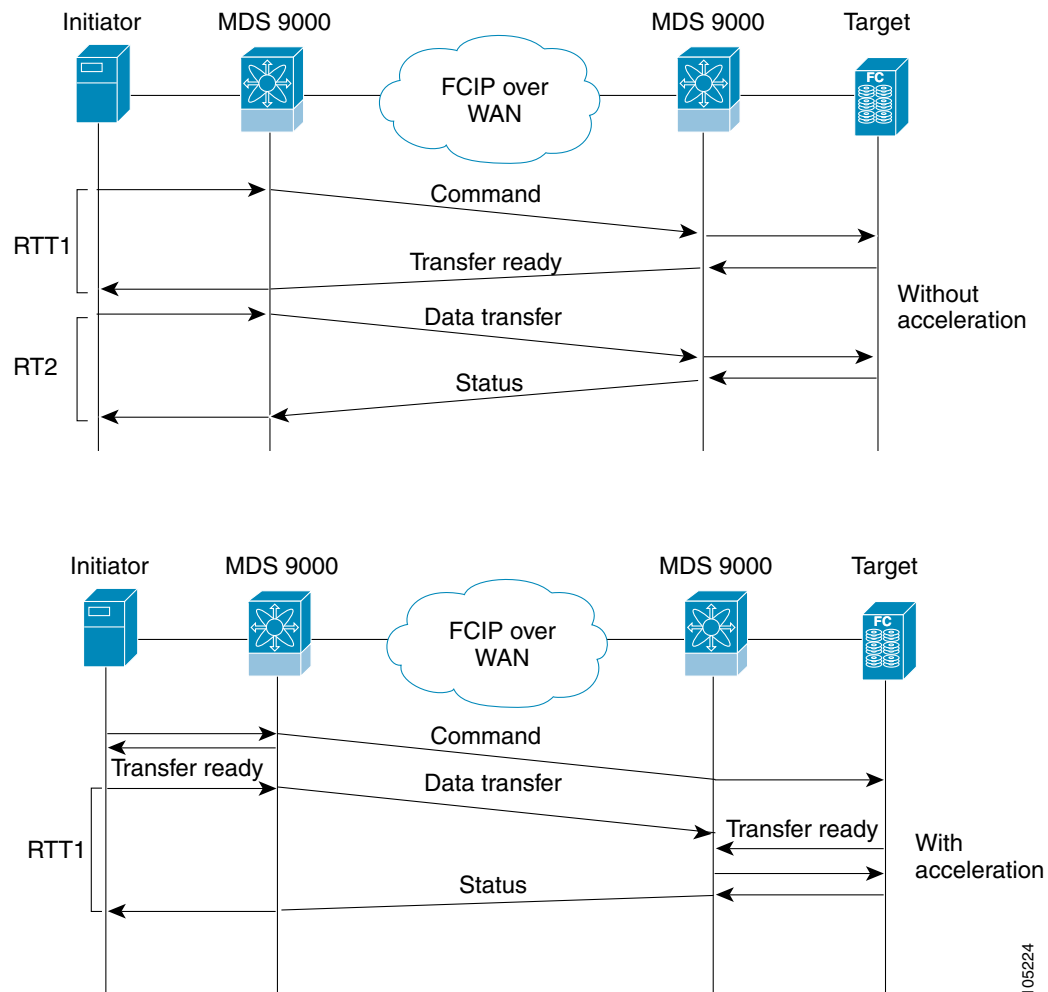 Initiator
MDS 9000
MDS 9000
Target
FCIP over
WAN
FC
Command
RTT1
Transfer ready
Without
acceleration
Data transfer
RT2
Status
Initiator
MDS 9000
MDS 9000
Target
FCIP over
WAN
FC
Command
Transfer ready
Data transfer
Transfer ready
With
acceleration
RTT1
Status
105224